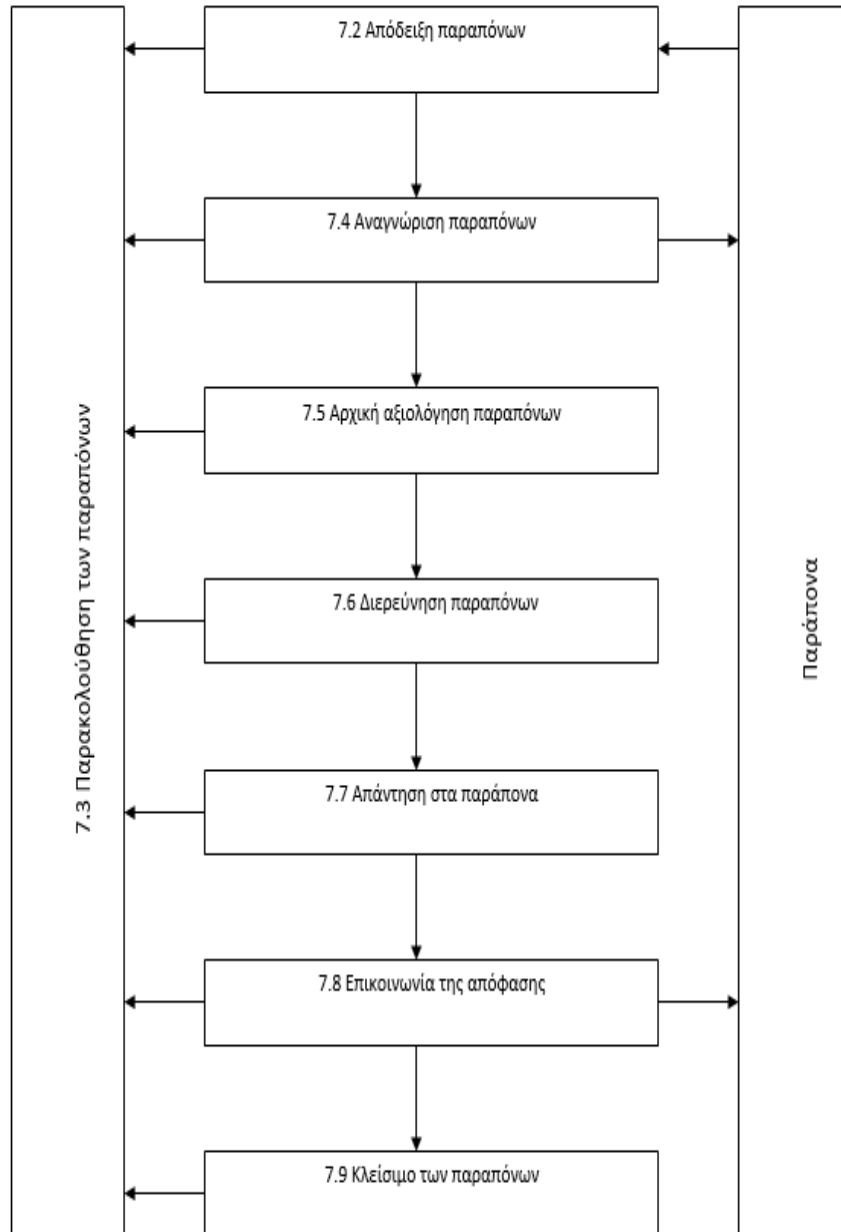 7.2 Απόδειξη παραπόνων
7.4 Αναγνώριση παραπόνων
7.5 Αρχική αξιολόγηση παραπόνων
7.6 Διερεύνηση παραπόνων
7.7 Απάντηση στα παράπονα
7.8 Επικοινωνία της απόφασης
7.9 Κλείσιμο των παραπόνων
7.3 Παρακολούθηση των παραπόνων
Παράπονα